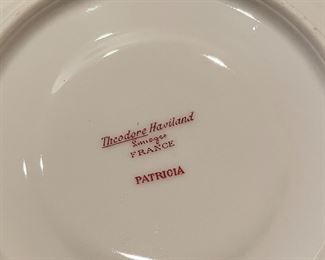 Theodore Haviland
Limoges
FRANCE
PATRICIA